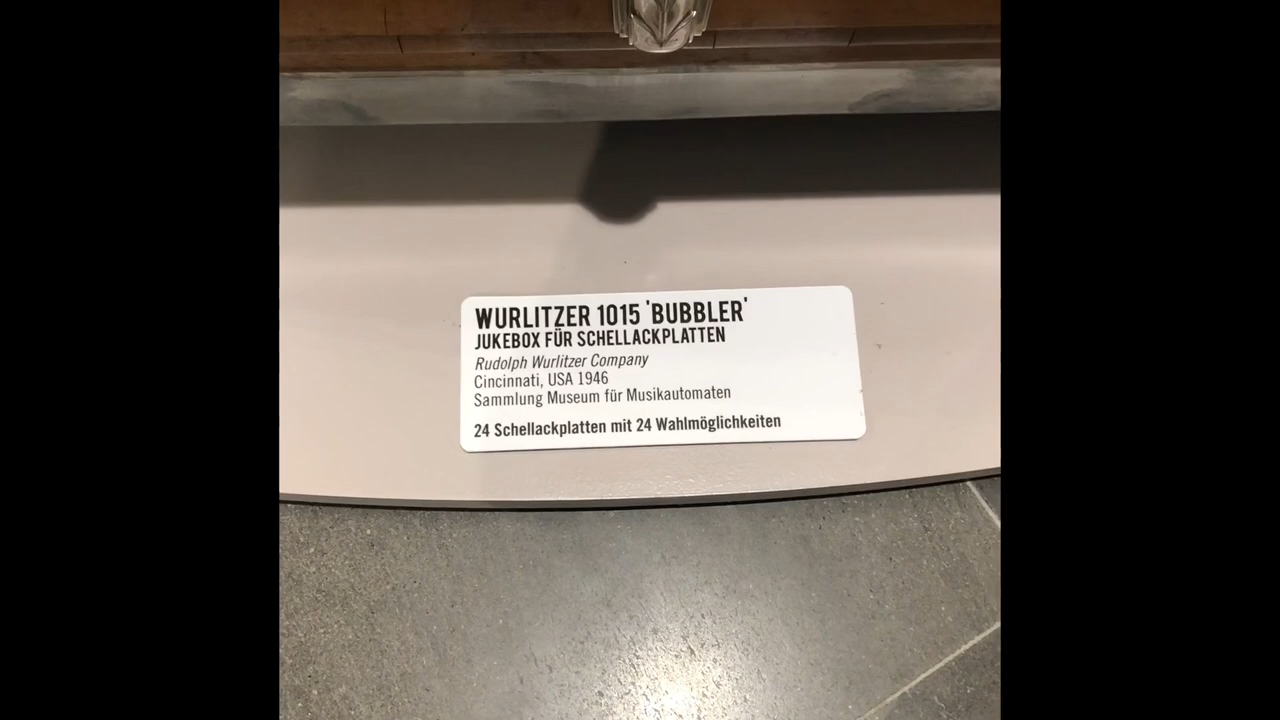 WURLITZER 1015 'BUBBLER'
JUKEBOX FÜR SCHELLACKPLATTEN
Rudolph Wurlitzer Company
Cincinnati, USA 1946
Sammlung Museum für Musikautomaten
24 Schellackplatten mit 24 Wahlmöglichkeiten